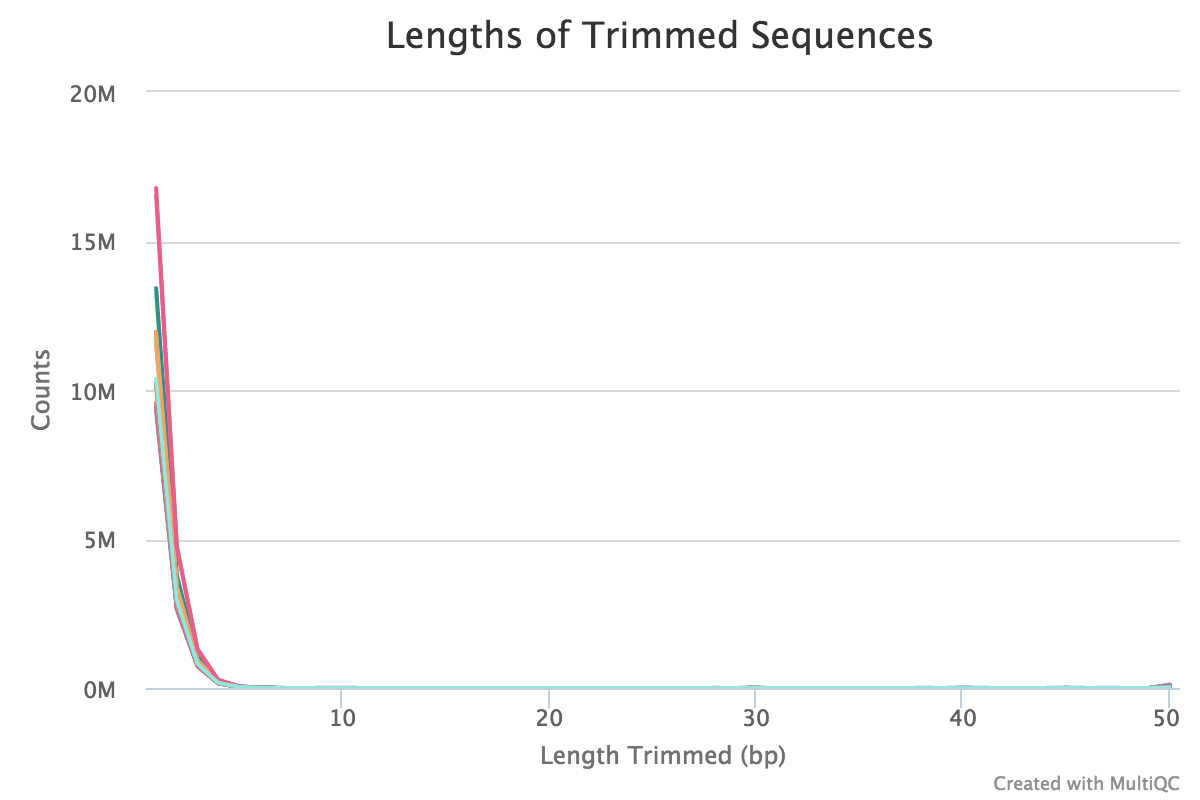 Lengths of Trimmed Sequences
20M
15M
10M
5M
0M
Counts
10
20
30
40
50
Length Trimmed (bp)
Created with MultiQC